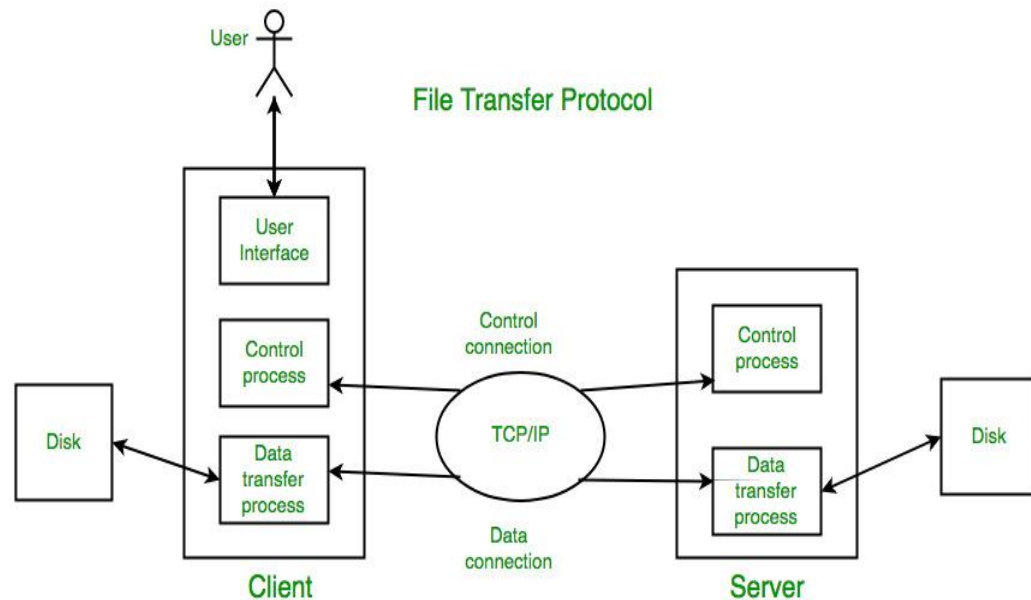 User
File Transfer Protocol
User
Interface
Control
process
Control
connection
Control
process
Disk
Data
transfer
process
TCP/IP
Data
transfer
process
Disk
Data
connection
Client
Server